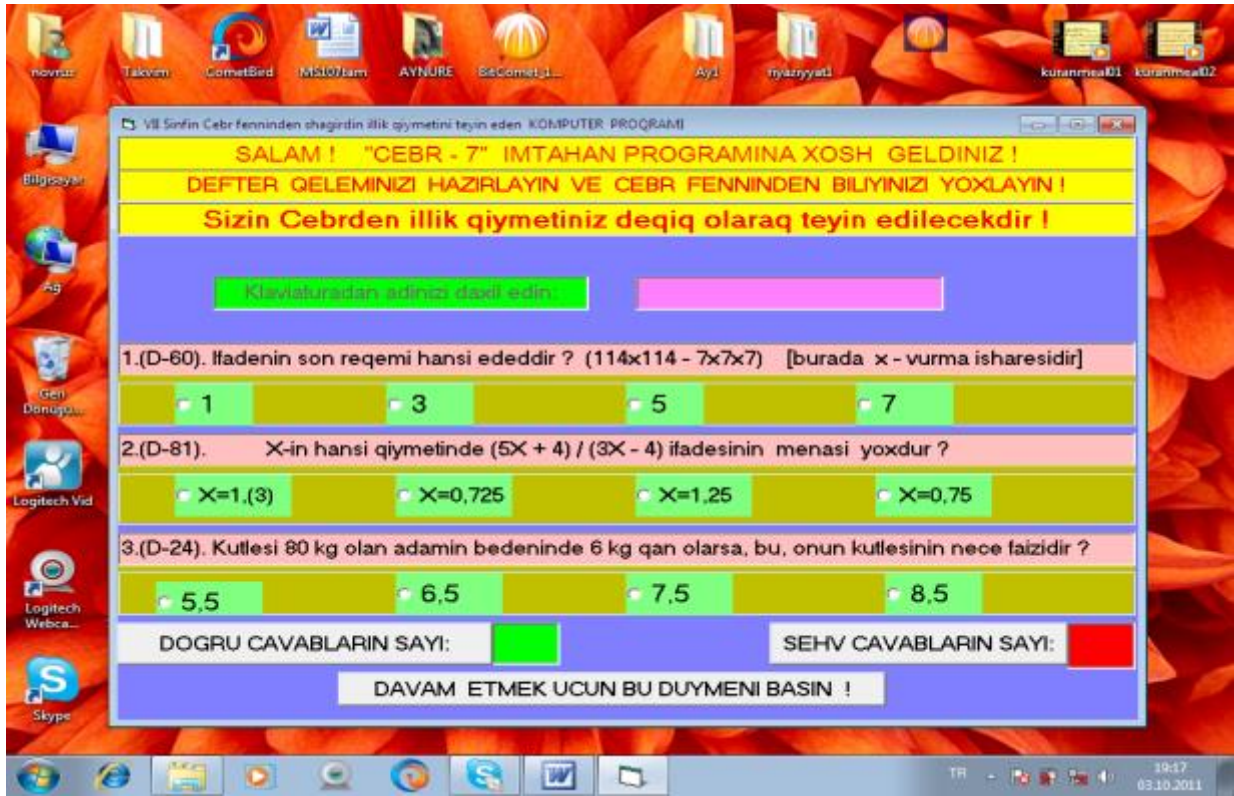 novruz Takvim CometBird MS107tam AYNURE BitComet_1... Ay1 riyaziyyat1 kuranmeal01 kuranmeal02
VII Sinfin Cebr fenninden shagirdin illik qiymetini teyin eden KOMPUTER PROQRAMI
SALAM ! "CEBR - 7" IMTAHAN PROGRAMINA XOSH GELDINIZ !
DEFTER QELEMINIZI HAZIRLAYIN VE CEBR FENNINDEN BILIYINIZI YOXLAYIN !
Sizin Cebrden illik qiymetiniz deqiq olaraq teyin edilecekdir !
Bilgisayar
Ag
Klaviaturadan adinizi daxil edin:
1.(D-60). Ifadenin son reqemi hansi ededdir ? (114x114 - 7x7x7) [burada x - vurma isharesidir]
Geri
Dönüşü...
1 3 5 7
2.(D-81). X-in hansi qiymetinde (5X + 4) / (3X - 4) ifadesinin menasi yoxdur ?
Logitech Vid
X=1,(3) X=0,725 X=1,25 X=0,75
3.(D-24). Kutlesi 80 kg olan adamin bedeninde 6 kg qan olarsa, bu, onun kutlesinin nece faizidir ?
5,5 6,5 7,5 8,5
Logitech
Webca...
DOGRU CAVABLARIN SAYI: SEHV CAVABLARIN SAYI:
DAVAM ETMEK UCUN BU DUYMENI BASIN !
Skype
TR 19:17
03.10.2011